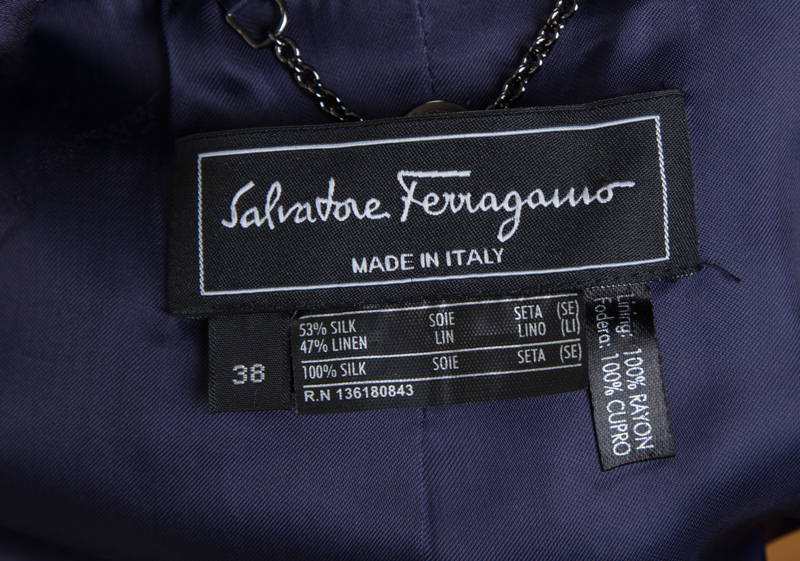 Salvatore Ferragamo
MADE IN ITALY
38
53% SILK SOIE SETA (SE)
47% LINEN LIN LINO (LI)
100% SILK SOIE SETA (SE)
R.N 136180843
Lining: 100% RAYON
Fodera: 100% CUPRO